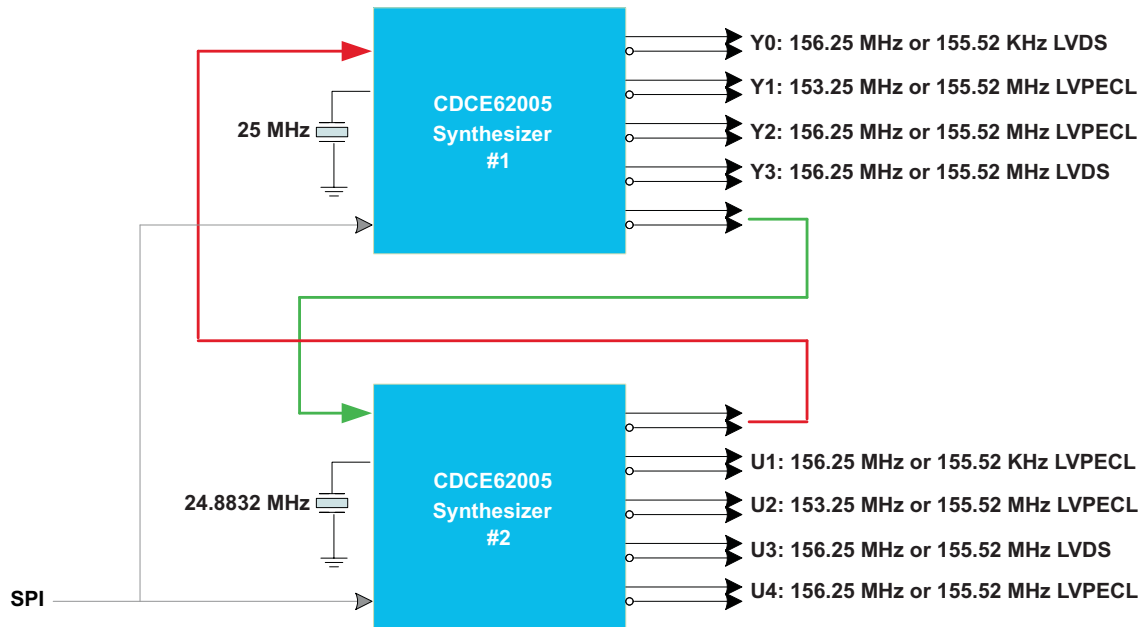 Y0: 156.25 MHz or 155.52 KHz LVDS
Y1: 153.25 MHz or 155.52 MHz LVPECL
CDCE62005
Synthesizer
#1
25 MHz
Y2: 156.25 MHz or 155.52 MHz LVPECL
Y3: 156.25 MHz or 155.52 MHz LVDS
U1: 156.25 MHz or 155.52 KHz LVPECL
CDCE62005
Synthesizer
#2
24.8832 MHz
U2: 153.25 MHz or 155.52 MHz LVPECL
U3: 156.25 MHz or 155.52 MHz LVDS
U4: 156.25 MHz or 155.52 MHz LVPECL
SPI